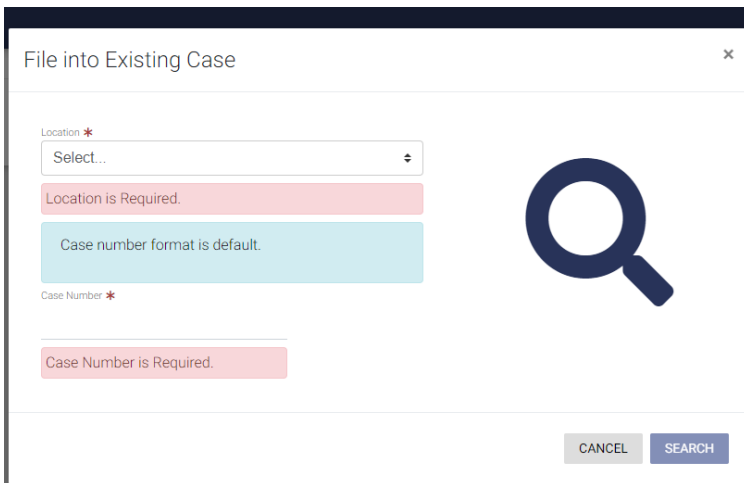 File into Existing Case
×
Location *
Select...
Location is Required.
Case number format is default.
Case Number *
Case Number is Required.
CANCEL SEARCH